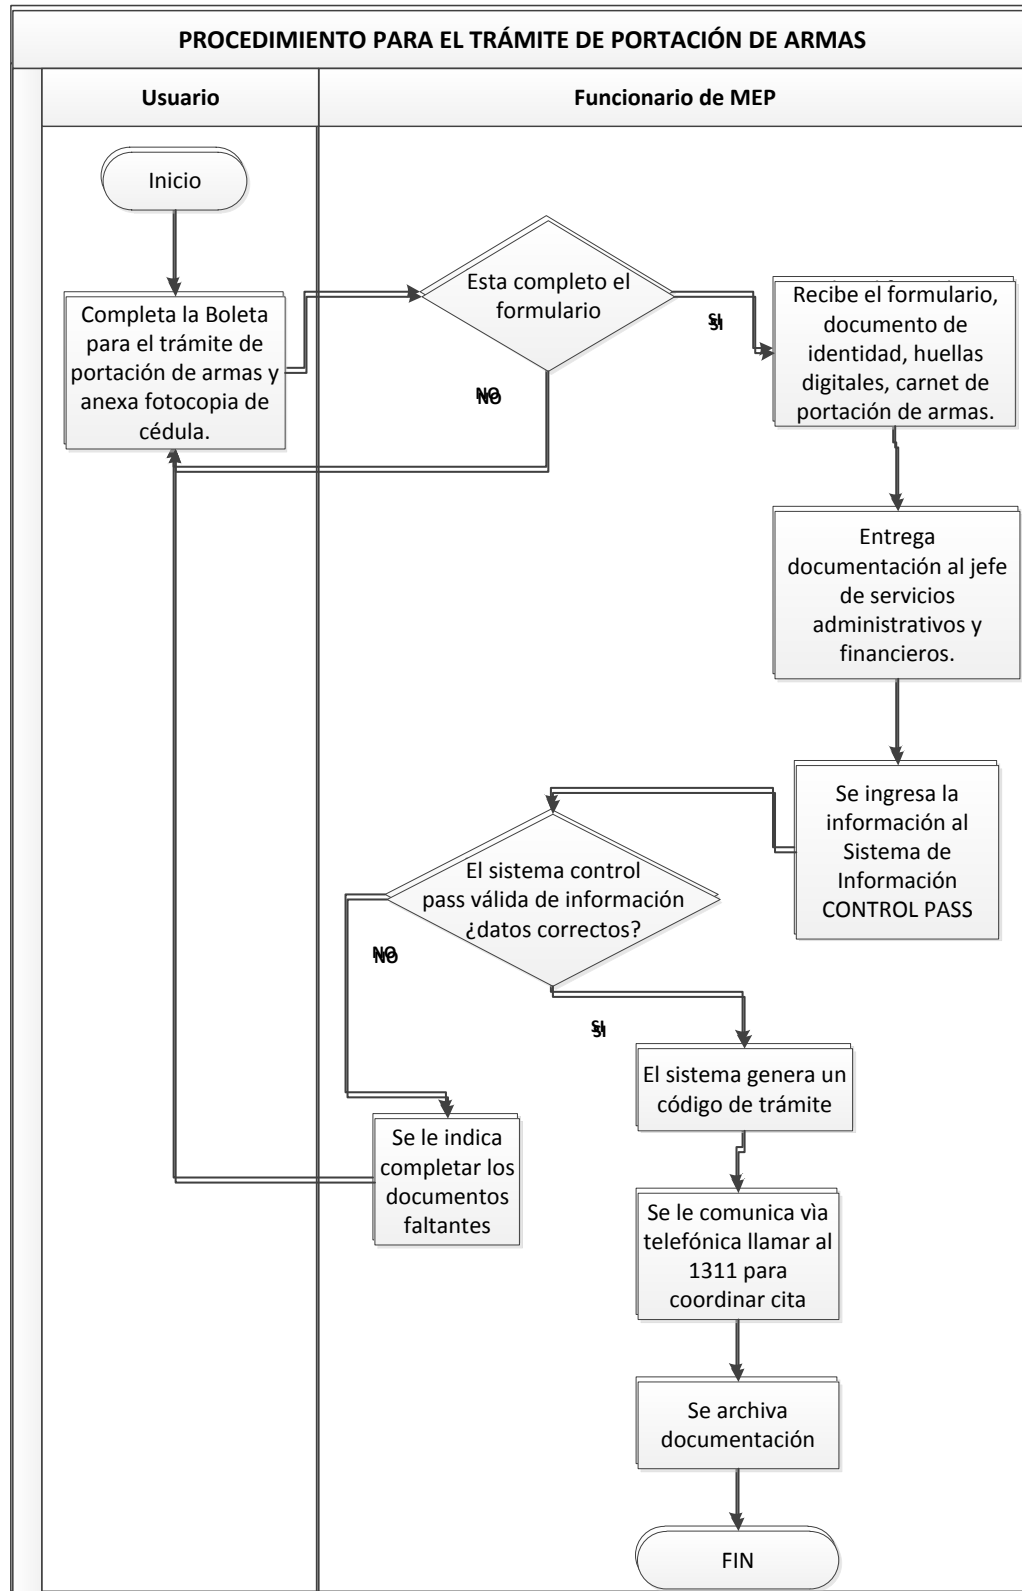 PROCEDIMIENTO PARA EL TRÁMITE DE PORTACIÓN DE ARMAS
Usuario
Funcionario de MEP
Inicio
Completa la Boleta
para el trámite de
portación de armas y
anexa fotocopia de
cédula.
Esta completo el
formulario
SI
NO
Recibe el formulario,
documento de
identidad, huellas
digitales, carnet de
portación de armas.
Entrega
documentación al jefe
de servicios
administrativos y
financieros.
Se ingresa la
información al
Sistema de
Información
CONTROL PASS
El sistema control
pass válida de información
¿datos correctos?
NO
SI
Se le indica
completar los
documentos
faltantes
El sistema genera un
código de trámite
Se le comunica vìa
telefónica llamar al
1311 para
coordinar cita
Se archiva
documentación
FIN